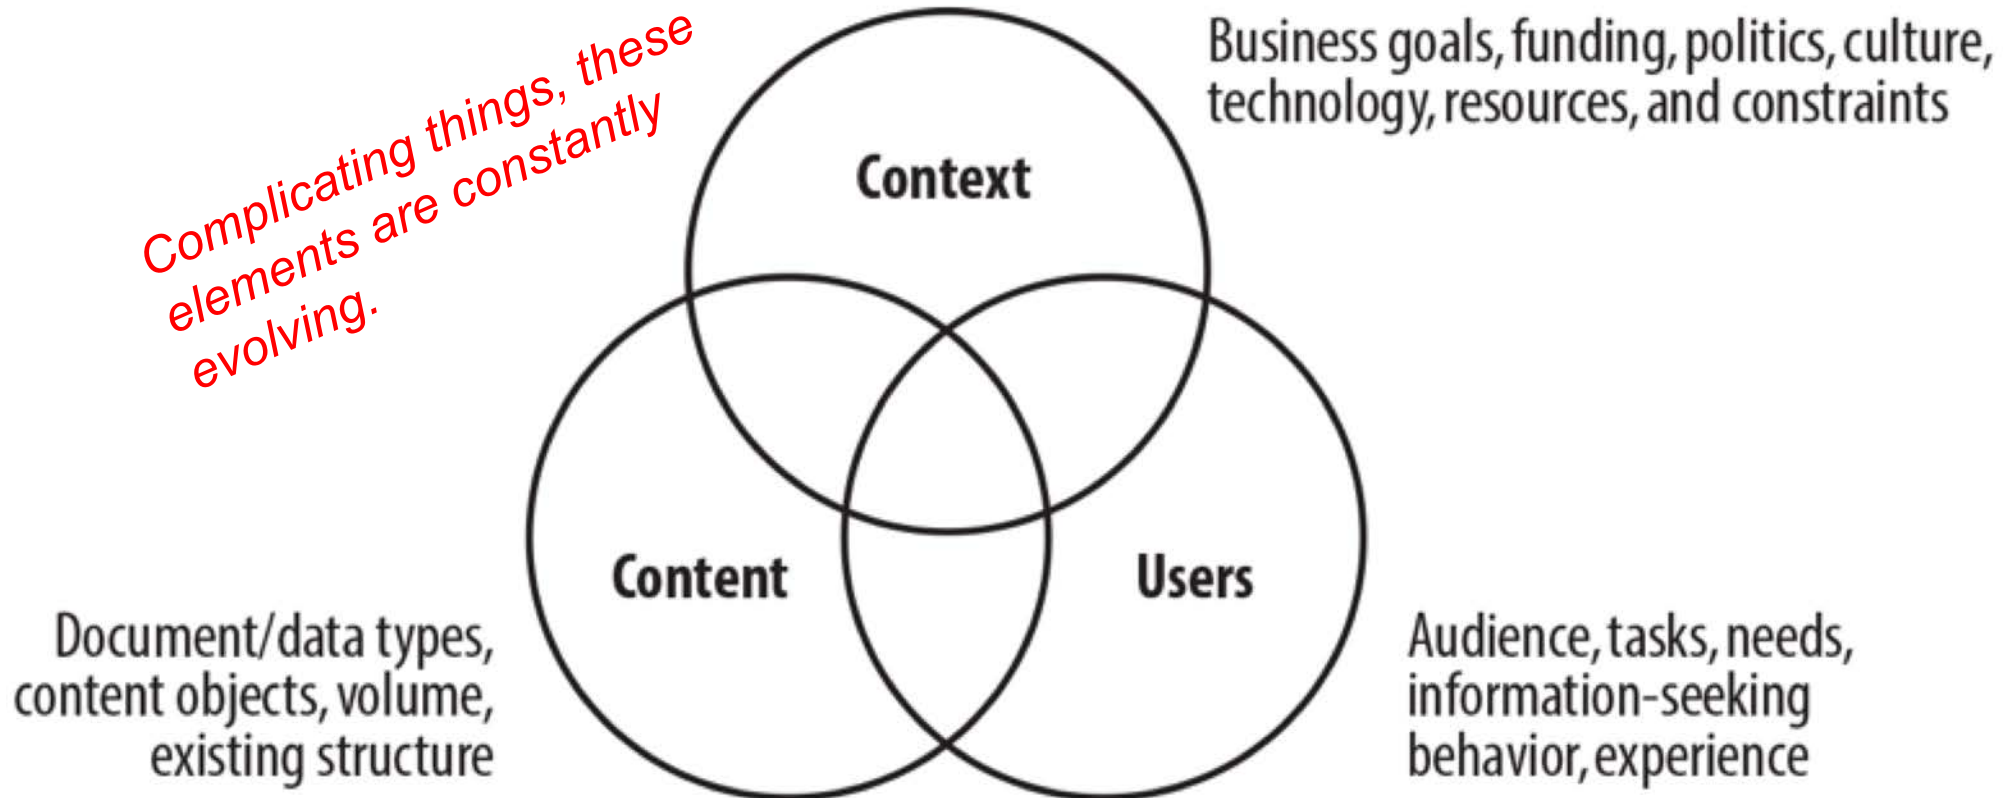 Complicating things, these
elements are constantly
evolving.
Business goals, funding, politics, culture,
technology, resources, and constraints
Context
Content
Users
Document/data types,
content objects, volume,
existing structure
Audience, tasks, needs,
information-seeking
behavior, experience